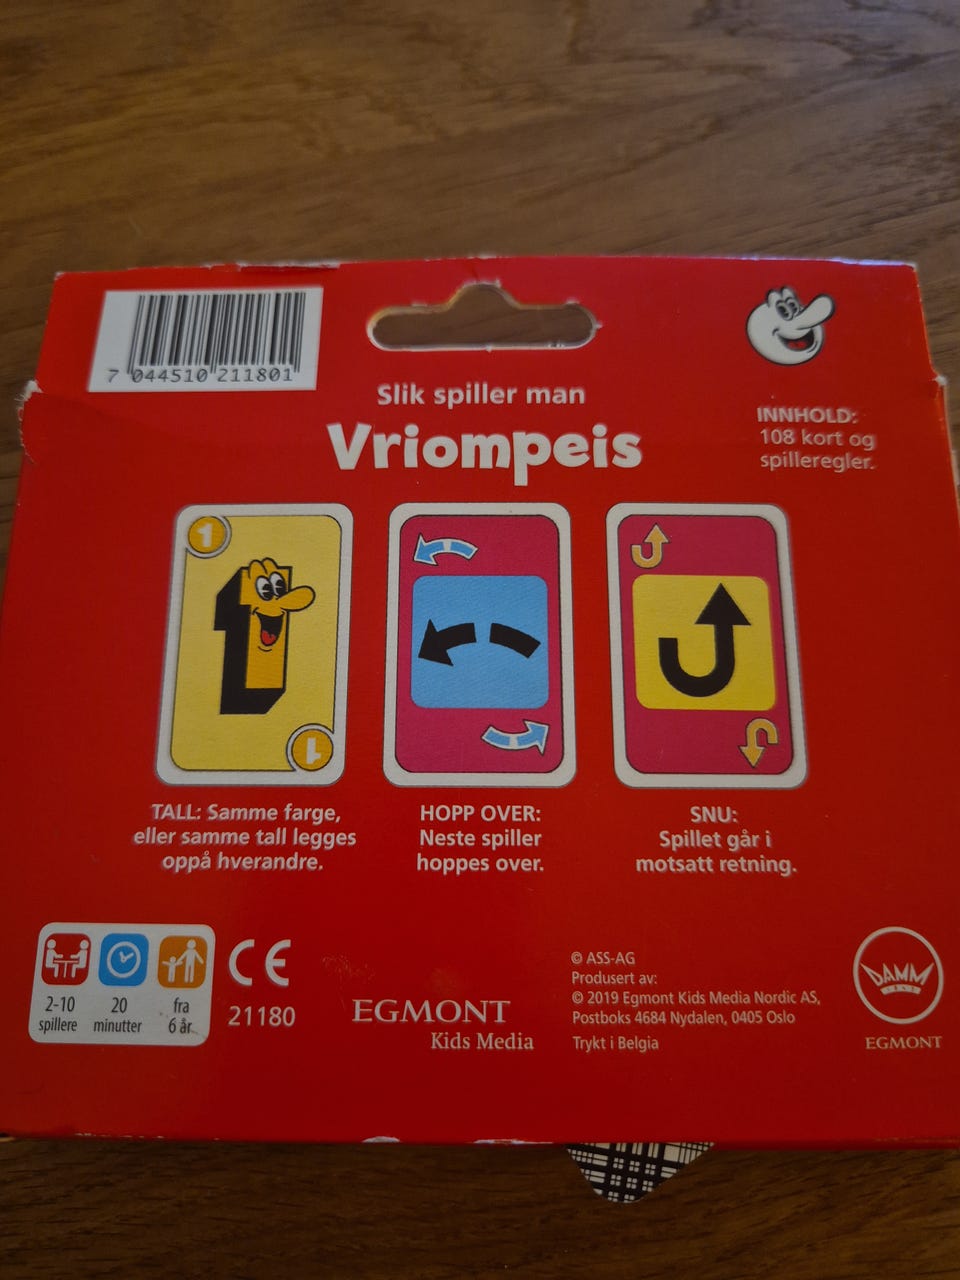 7 044510 211801
Slik spiller man
Vriompeis
INNHOLD:
108 kort og
spilleregler.
1
1
TALL: Samme farge,
eller samme tall legges
oppå hverandre.
HOPP OVER:
Neste spiller
hoppes over.
SNU:
Spillet går i
motsatt retning.
2-10
spillere
20
minutter
fra
6 år
CE
21180
EGMONT
Kids Media
© ASS-AG
Produsert av:
© 2019 Egmont Kids Media Nordic AS,
Postboks 4684 Nydalen, 0405 Oslo
Trykt i Belgia
DAMM
EGMONT